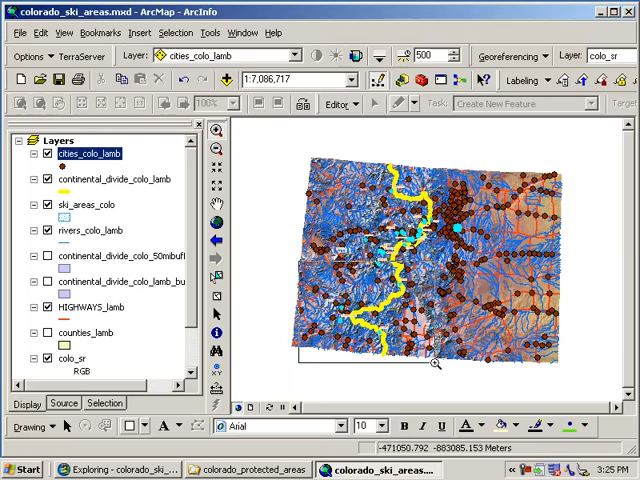 colorado_ski_areas.mxd - ArcMap - ArcInfo
File Edit View Bookmarks Insert Selection Tools Window Help
Options TerraServer Layer: cities_colo_lamb 500 Georeferencing Layer: colo_sr
1:7,086,717 Labeling
100% Editor Task: Create New Feature
Layers
cities_colo_lamb
continental_divide_colo_lamb
ski_areas_colo
rivers_colo_lamb
continental_divide_colo_50mibuf
continental_divide_colo_lamb_bu
HIGHWAYS_lamb
counties_lamb
colo_sr
RGB
Display Source Selection
Drawing A Arial 10 B I U A
-471050.792 -883085.153 Meters
Start Exploring - colorado_ski_... colorado_protected_areas colorado_ski_areas.... 3:25 PM